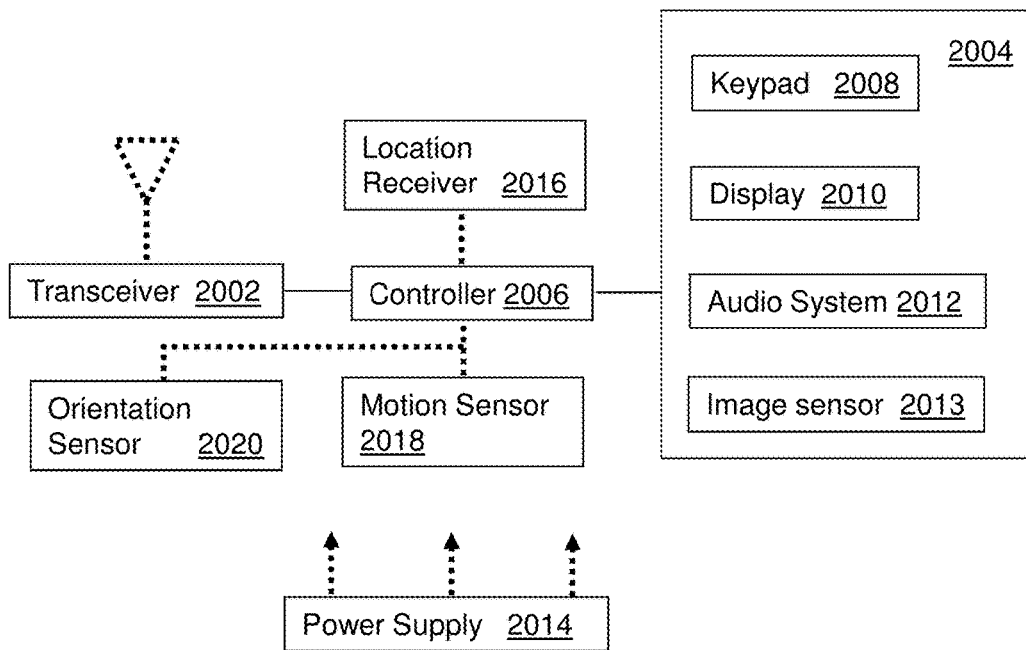 2004
Keypad 2008
Location
Receiver 2016
Display 2010
Transceiver 2002
Controller 2006
Audio System 2012
Orientation
Sensor 2020
Motion Sensor
2018
Image sensor 2013
Power Supply 2014